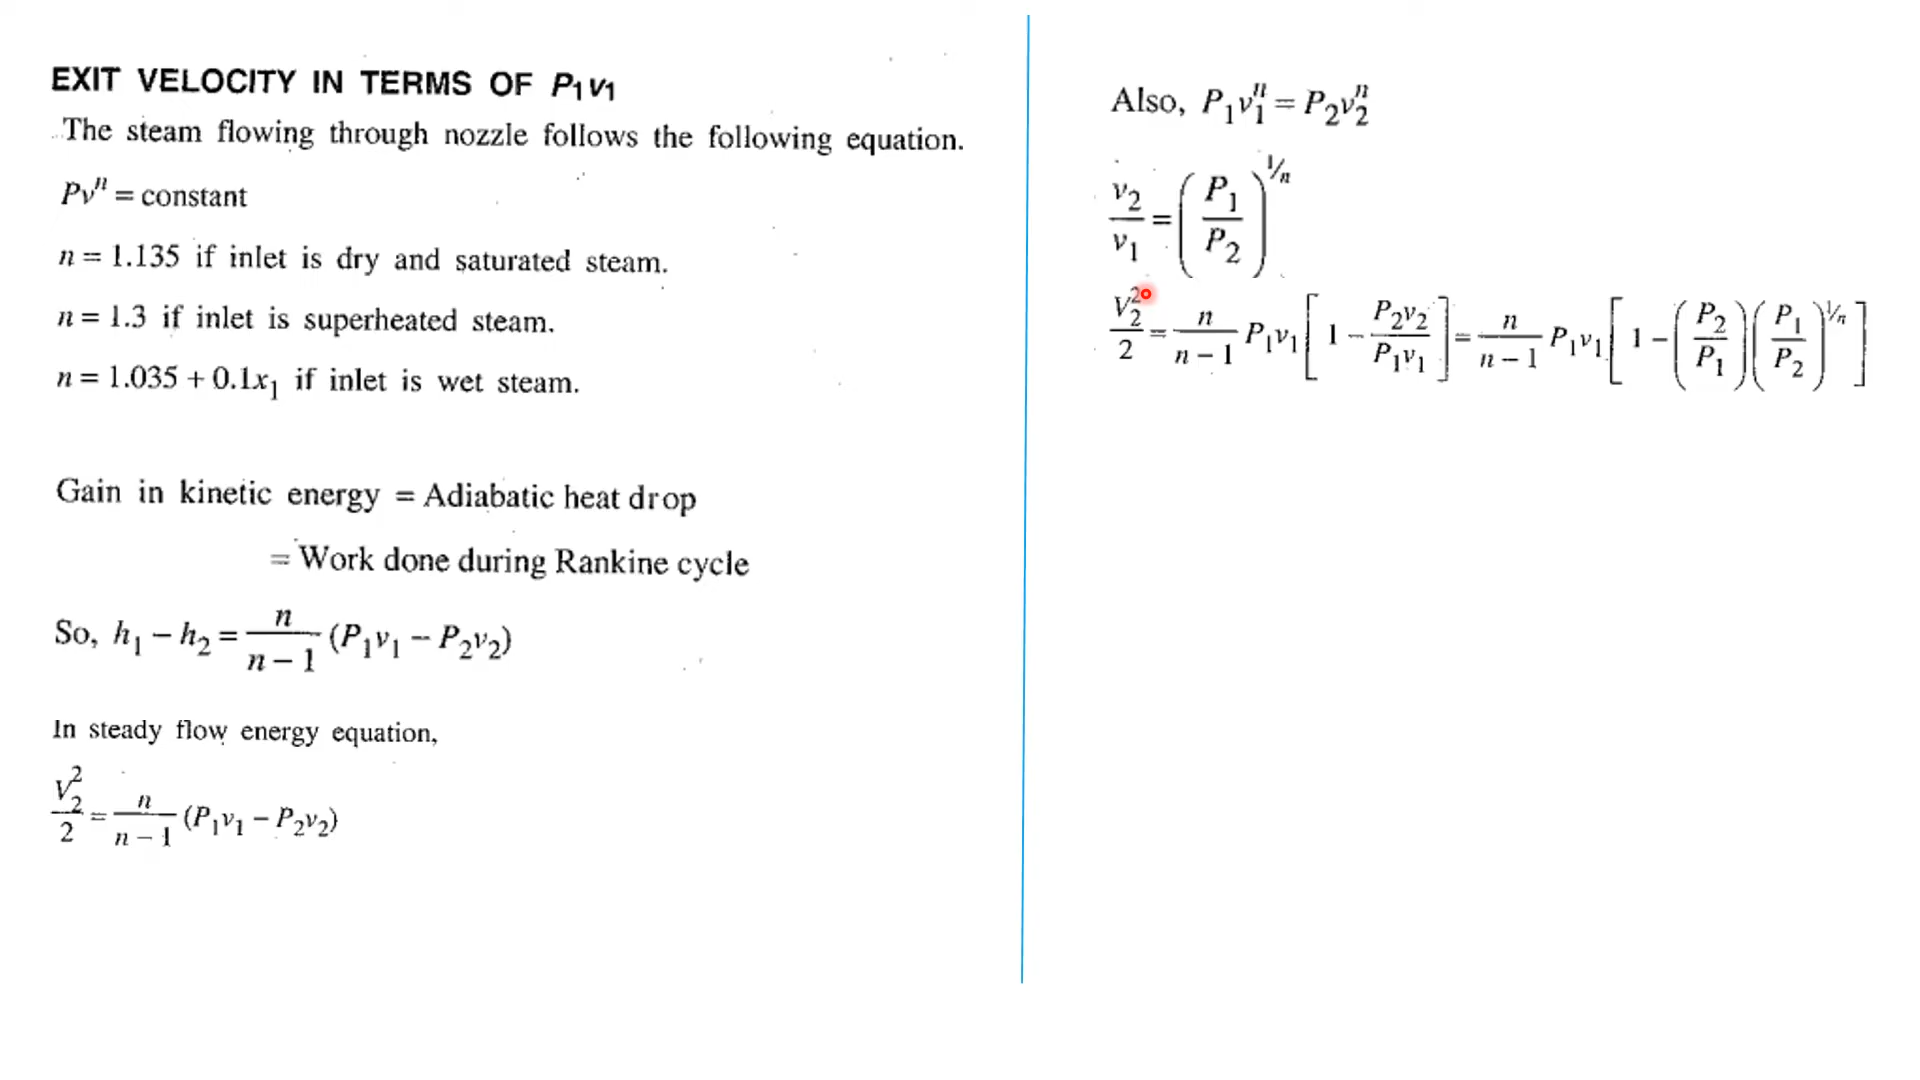 EXIT VELOCITY IN TERMS OF P₁v₁
The steam flowing through nozzle follows the following equation.
Pvⁿ = constant
n = 1.135 if inlet is dry and saturated steam.
n = 1.3 if inlet is superheated steam.
n = 1.035 + 0.1x₁ if inlet is wet steam.
Gain in kinetic energy = Adiabatic heat drop
= Work done during Rankine cycle
So, h₁ − h₂ = n/(n − 1) (P₁v₁ − P₂v₂)
In steady flow energy equation,
V₂²/2 = n/(n − 1) (P₁v₁ − P₂v₂)
Also, P₁v₁ⁿ = P₂v₂ⁿ
v₂/v₁ = (P₁/P₂)^(1/n)
V₂²/2 = n/(n − 1) P₁v₁ [1 − P₂v₂/P₁v₁] = n/(n − 1) P₁v₁ [1 − (P₂/P₁)(P₁/P₂)^(1/n)]